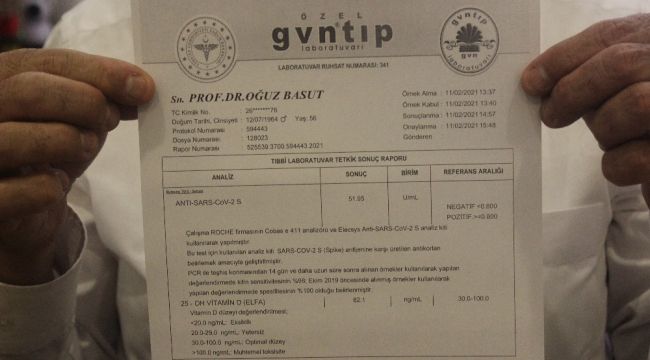 ÖZEL
gvntıp
laboratuvarı
gvntıp
gvn
LABORATUVAR RUHSAT NUMARASI: 341
Sn. PROF.DR.OĞUZ BASUT
TC Kimlik No. 26*******76
Doğum Tarihi, Cinsiyeti : 12/07/1964 ♂ Yaş: 56
Protokol Numarası : 594443
Dosya Numarası : 128023
Rapor Numarası : 525539.3700.594443.2021
Örnek Alma : 11/02/2021 13:37
Örnek Kabul : 11/02/2021 13:40
Sonuçlanma : 11/02/2021 14:57
Onaylanma : 11/02/2021 15:48
Gönderen :
TIBBİ LABORATUVAR TETKİK SONUÇ RAPORU
ANALİZ SONUÇ BİRİM REFERANS ARALIĞI
ANTI-SARS-CoV-2 S 51.95 U/mL
NEGATİF <0.800
POZİTİF >=0.800
Çalışma ROCHE firmasının Cobas e 411 analizörü ve Elecsys Anti-SARS-CoV-2 S analiz kiti
kullanılarak yapılmıştır.
Bu test için kullanılan analiz kiti SARS-COV-2 S (Spike) antijenine karşı üretilen antikorları
belirlemek amacıyla geliştirilmiştir.
PCR ile teşhis konmasından 14 gün ve daha uzun süre sonra alınan örnekler kullanılarak yapılan
değerlendirmede kitin sensitivitesinin %98; Ekim 2019 öncesinde alınmış örnekler kullanılarak
yapılan değerlendirmede spesifitesinin %100 olduğu belirlenmiştir.
25 - OH VİTAMİN D (ELFA) 62.1 ng/mL 30.0-100.0
Vitamin D düzeyi değerlendirilmesi;
<20.0 ng/mL: Eksiklik
20.0-29.0 ng/mL: Yetersiz
30.0-100.0 ng/mL: Optimal düzey
>100.0 ng/mL: Muhtemel toksisite